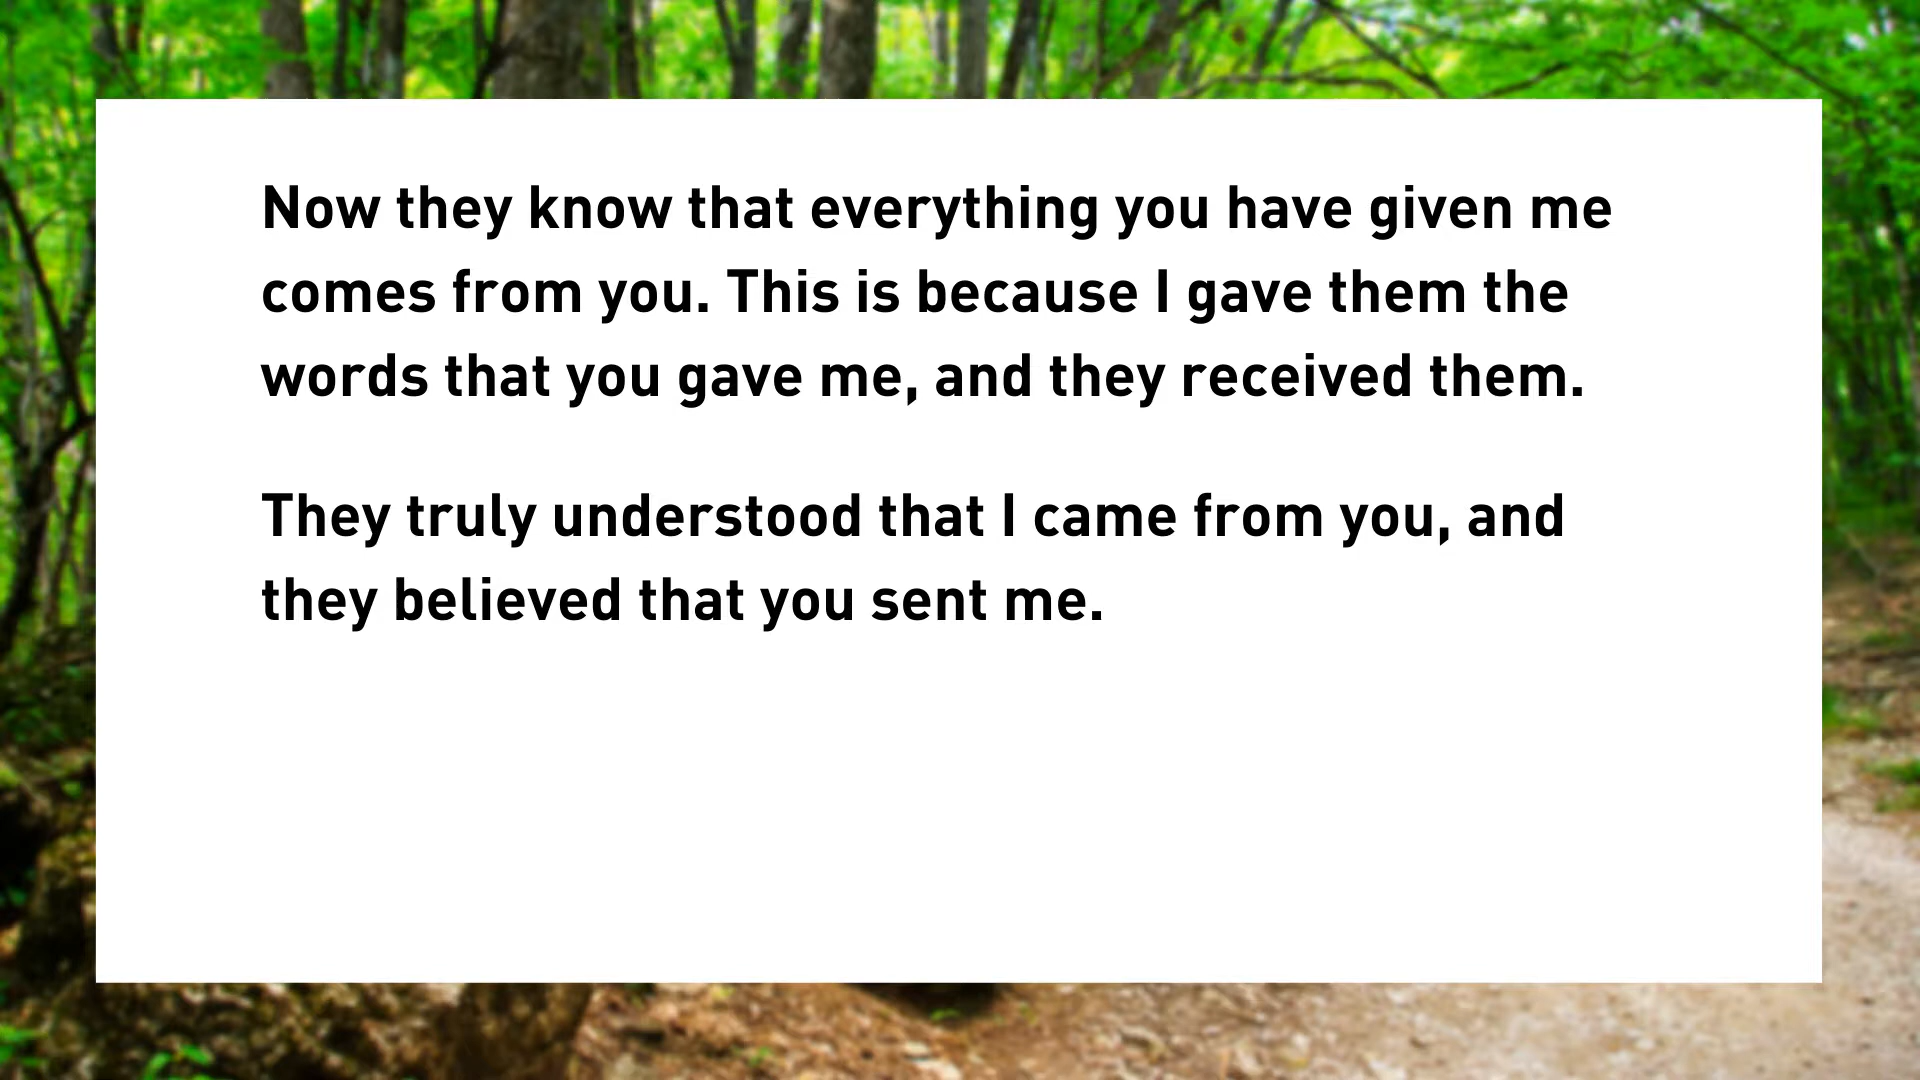 Now they know that everything you have given me
comes from you. This is because I gave them the
words that you gave me, and they received them.
They truly understood that I came from you, and
they believed that you sent me.